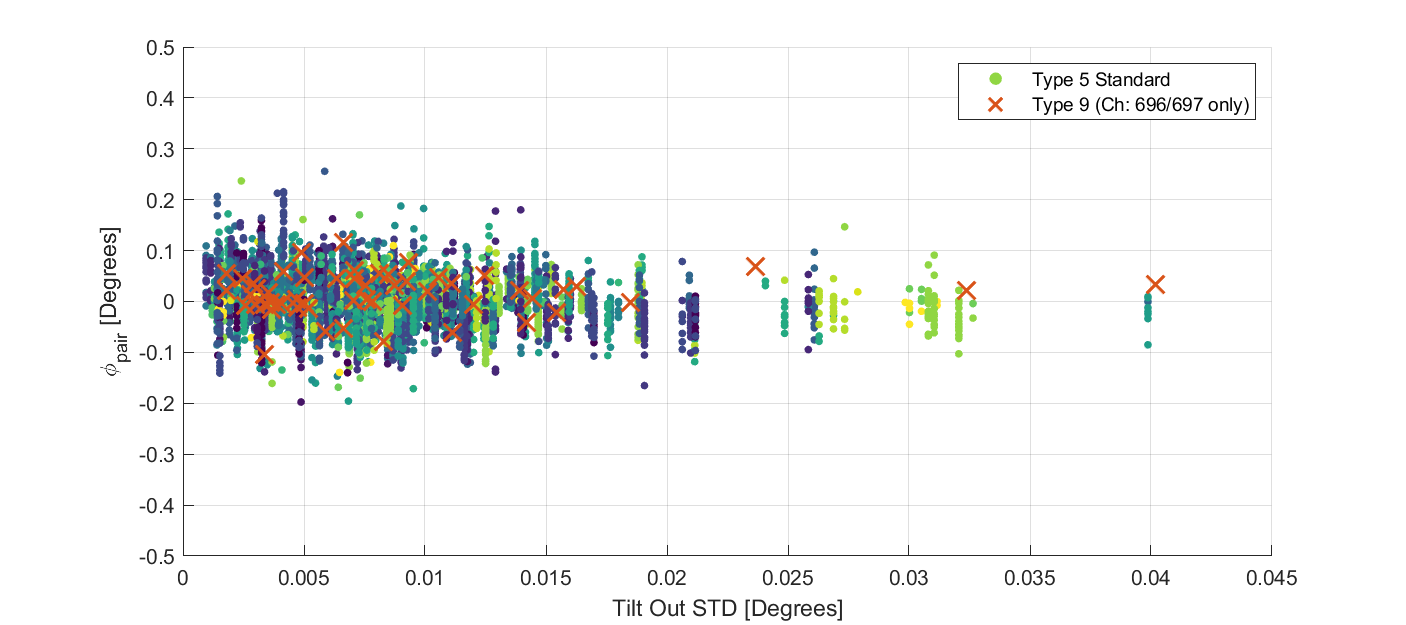 0.5
0.4
0.3
0.2
0.1
0
-0.1
-0.2
-0.3
-0.4
-0.5
ϕpair [Degrees]
Type 5 Standard
Type 9 (Ch: 696/697 only)
0 0.005 0.01 0.015 0.02 0.025 0.03 0.035 0.04 0.045
Tilt Out STD [Degrees]